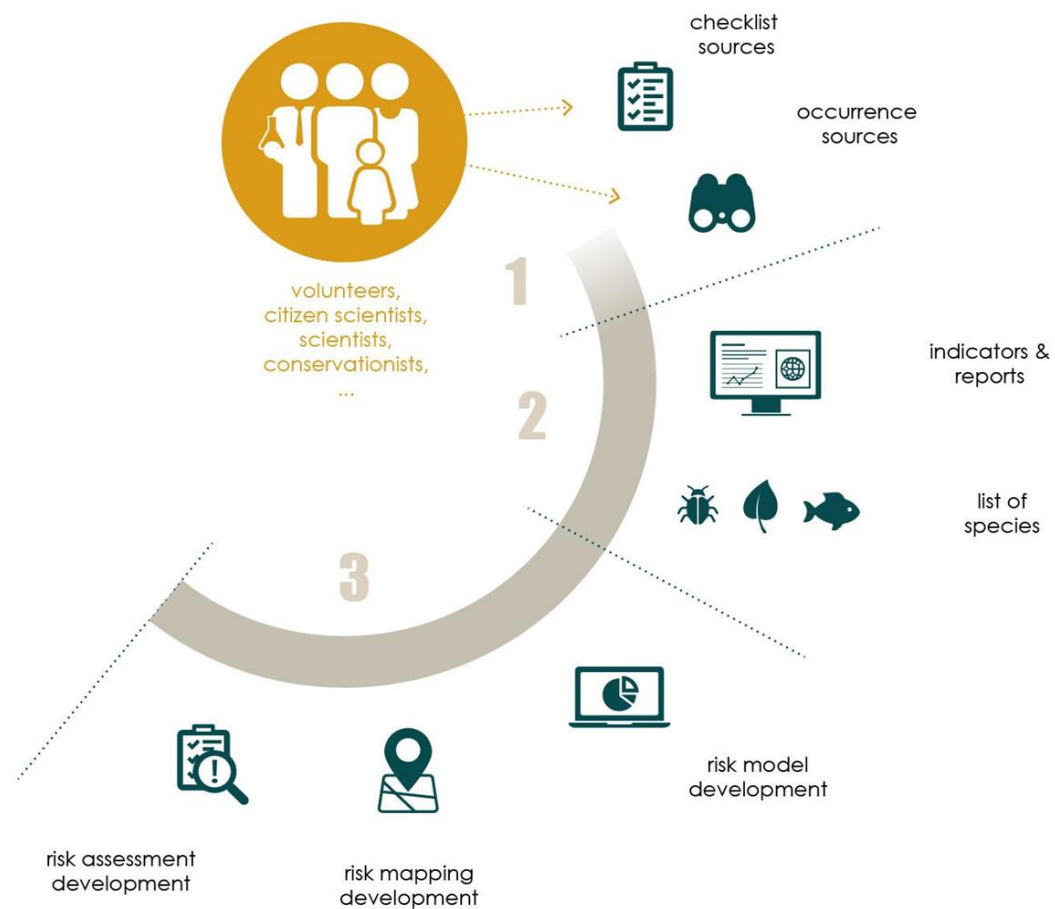 checklist
sources
occurrence
sources
volunteers,
citizen scientists,
scientists,
conservationists,
...
1
indicators &
reports
2
list of
species
3
risk model
development
risk assessment
development
risk mapping
development